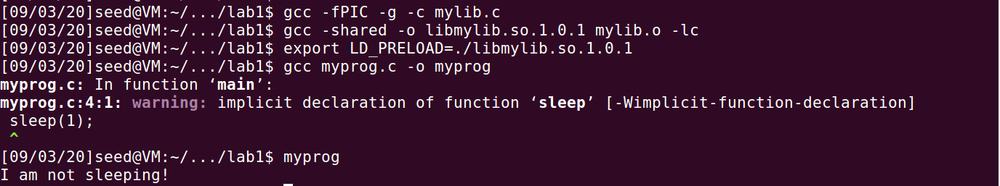 [09/03/20]seed@VM:~/.../lab1$ gcc -fPIC -g -c mylib.c
[09/03/20]seed@VM:~/.../lab1$ gcc -shared -o libmylib.so.1.0.1 mylib.o -lc
[09/03/20]seed@VM:~/.../lab1$ export LD_PRELOAD=./libmylib.so.1.0.1
[09/03/20]seed@VM:~/.../lab1$ gcc myprog.c -o myprog
myprog.c: In function ‘main’:
myprog.c:4:1: warning: implicit declaration of function ‘sleep’ [-Wimplicit-function-declaration]
 sleep(1);
 ^
[09/03/20]seed@VM:~/.../lab1$ myprog
I am not sleeping!